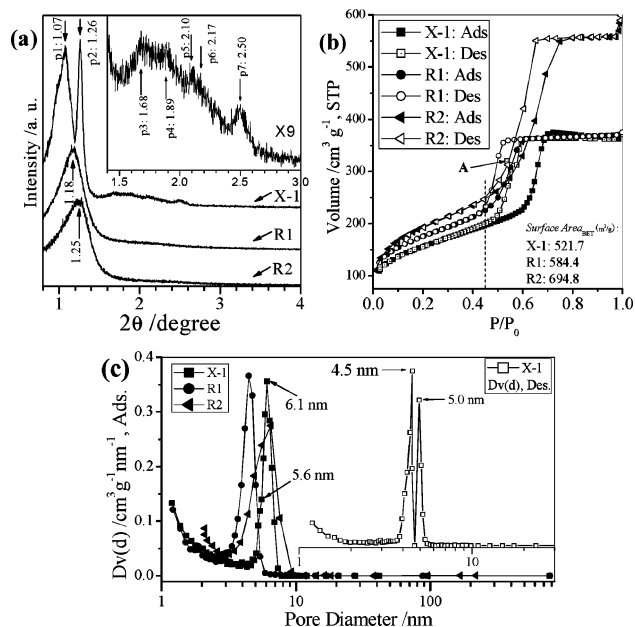 (a)
p1: 1.07
p2: 1.26
p3: 1.68
p4: 1.89
p5: 2.10
p6: 2.17
p7: 2.50
X9
1.5 2.0 2.5 3.0
X-1
R1
R2
1.18
1.25
Intensity /a. u.
1 2 3 4
2θ /degree
(b)
X-1: Ads
X-1: Des
R1: Ads
R1: Des
R2: Ads
R2: Des
A
Surface Area BET (m²/g):
X-1: 521.7
R1: 584.4
R2: 694.8
Volume /cm³ g⁻¹, STP
600
500
400
300
200
100
0.0 0.2 0.4 0.6 0.8 1.0
P/P₀
(c)
X-1
R1
R2
6.1 nm
5.6 nm
4.5 nm
5.0 nm
X-1
Dv(d), Des.
1 10
Dv(d) /cm³g⁻¹nm⁻¹, Ads.
0.4
0.3
0.2
0.1
0.0
1 10 100
Pore Diameter /nm